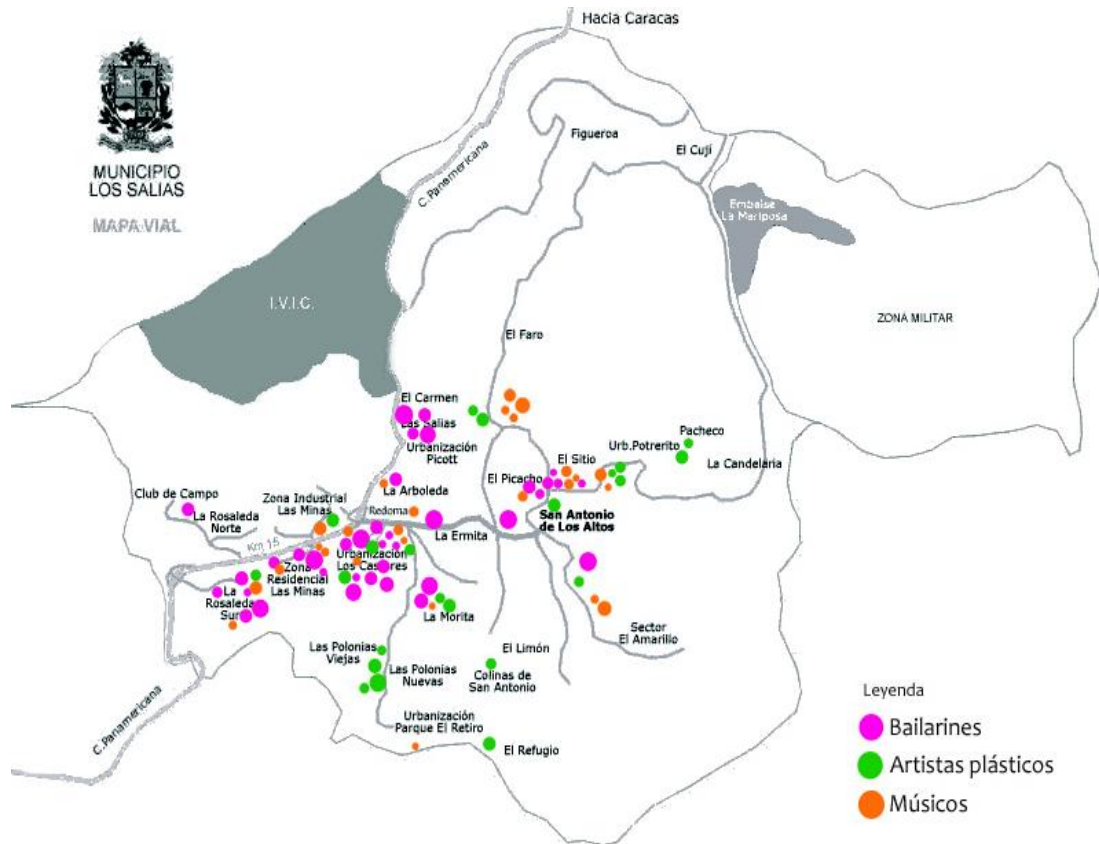 Hacia Caracas
MUNICIPIO
LOS SALIAS
MAPA VIAL
C.Panamericana
Figueroa
El Cují
Embalse
La Mariposa
I.V.I.C.
ZONA MILITAR
El Faro
El Carmen
Las Salias
Urbanización
Picott
Pacheco
Urb.Potrerito
La Candelaria
El Sitio
El Picacho
La Arboleda
Club de Campo
La Rosaleda
Norte
Zona Industrial
Las Minas
Redoma
La Ermita
San Antonio
de Los Altos
Km 15
Urbanización
Los Castores
Zona
Residencial
Las Minas
La
Rosaleda
Sur
La Morita
Sector
El Amarillo
Las Polonias
Viejas
Las Polonias
Nuevas
El Limón
Colinas de
San Antonio
Urbanización
Parque El Retiro
El Refugio
C.Panamericana
Leyenda
Bailarines
Artistas plásticos
Músicos